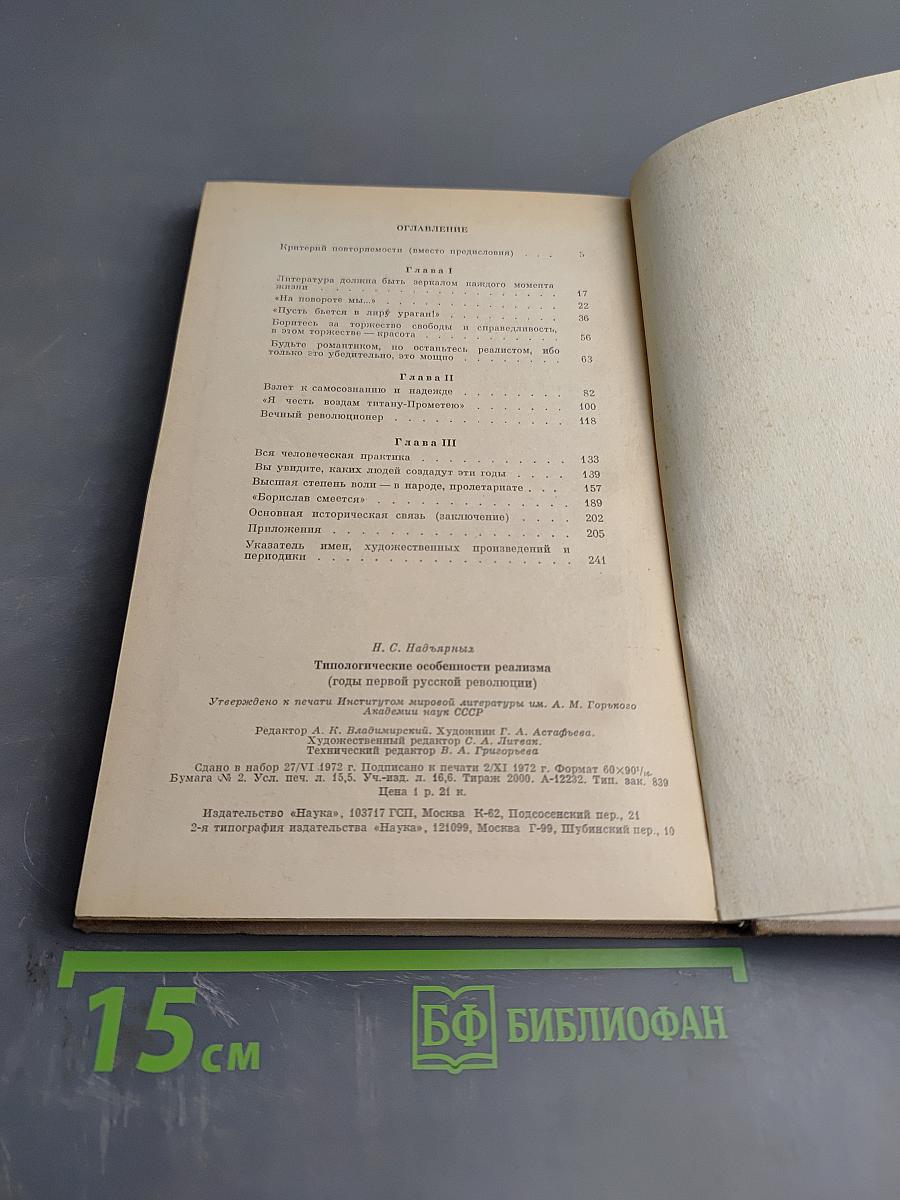 ОГЛАВЛЕНИЕ
Критерий повторяемости (вместо предисловия) . . . 5
Глава I
Литература должна быть зеркалом каждого момента
жизни . . . . . . . . . . . . . . . . . 17
«На повороте мы...» . . . . . . . . . . . . 22
«Пусть бьется в лиру ураган!» . . . . . . . . 36
Боритесь за торжество свободы и справедливость,
в этом торжестве — красота . . . . . . . . . . 56
Будьте романтиком, но останьтесь реалистом, ибо
только это убедительно, это мощно . . . . . . . 63
Глава II
Взлет к самосознанию и надежде . . . . . . . . 82
«Я честь воздам титану-Прометею» . . . . . . . 100
Вечный революционер . . . . . . . . . . . . . 118
Глава III
Вся человеческая практика . . . . . . . . . . . 133
Вы увидите, каких людей создадут эти годы . . . . 139
Высшая степень воли — в народе, пролетариате . . . 157
«Борислав смеется» . . . . . . . . . . . . . . 189
Основная историческая связь (заключение) . . . . 202
Приложения . . . . . . . . . . . . . . . . . 205
Указатель имен, художественных произведений и
периодики . . . . . . . . . . . . . . . . . . 241
Н. С. Надъярных
Типологические особенности реализма
(годы первой русской революции)
Утверждено к печати Институтом мировой литературы им. А. М. Горького
Академии наук СССР
Редактор А. К. Владимирский. Художник Г. А. Астафьева.
Художественный редактор С. А. Литвак.
Технический редактор В. А. Григорьева
Сдано в набор 27/VI 1972 г. Подписано к печати 2/XI 1972 г. Формат 60×90¹/₁₆.
Бумага № 2. Усл. печ. л. 15,5. Уч.-изд. л. 16,6. Тираж 2000. А-12232. Тип. зак. 839
Цена 1 р. 21 к.
Издательство «Наука», 103717 ГСП, Москва К-62, Подсосенский пер., 21
2-я типография издательства «Наука», 121099, Москва Г-99, Шубинский пер., 10
15 см
БФ БИБЛИОФАН